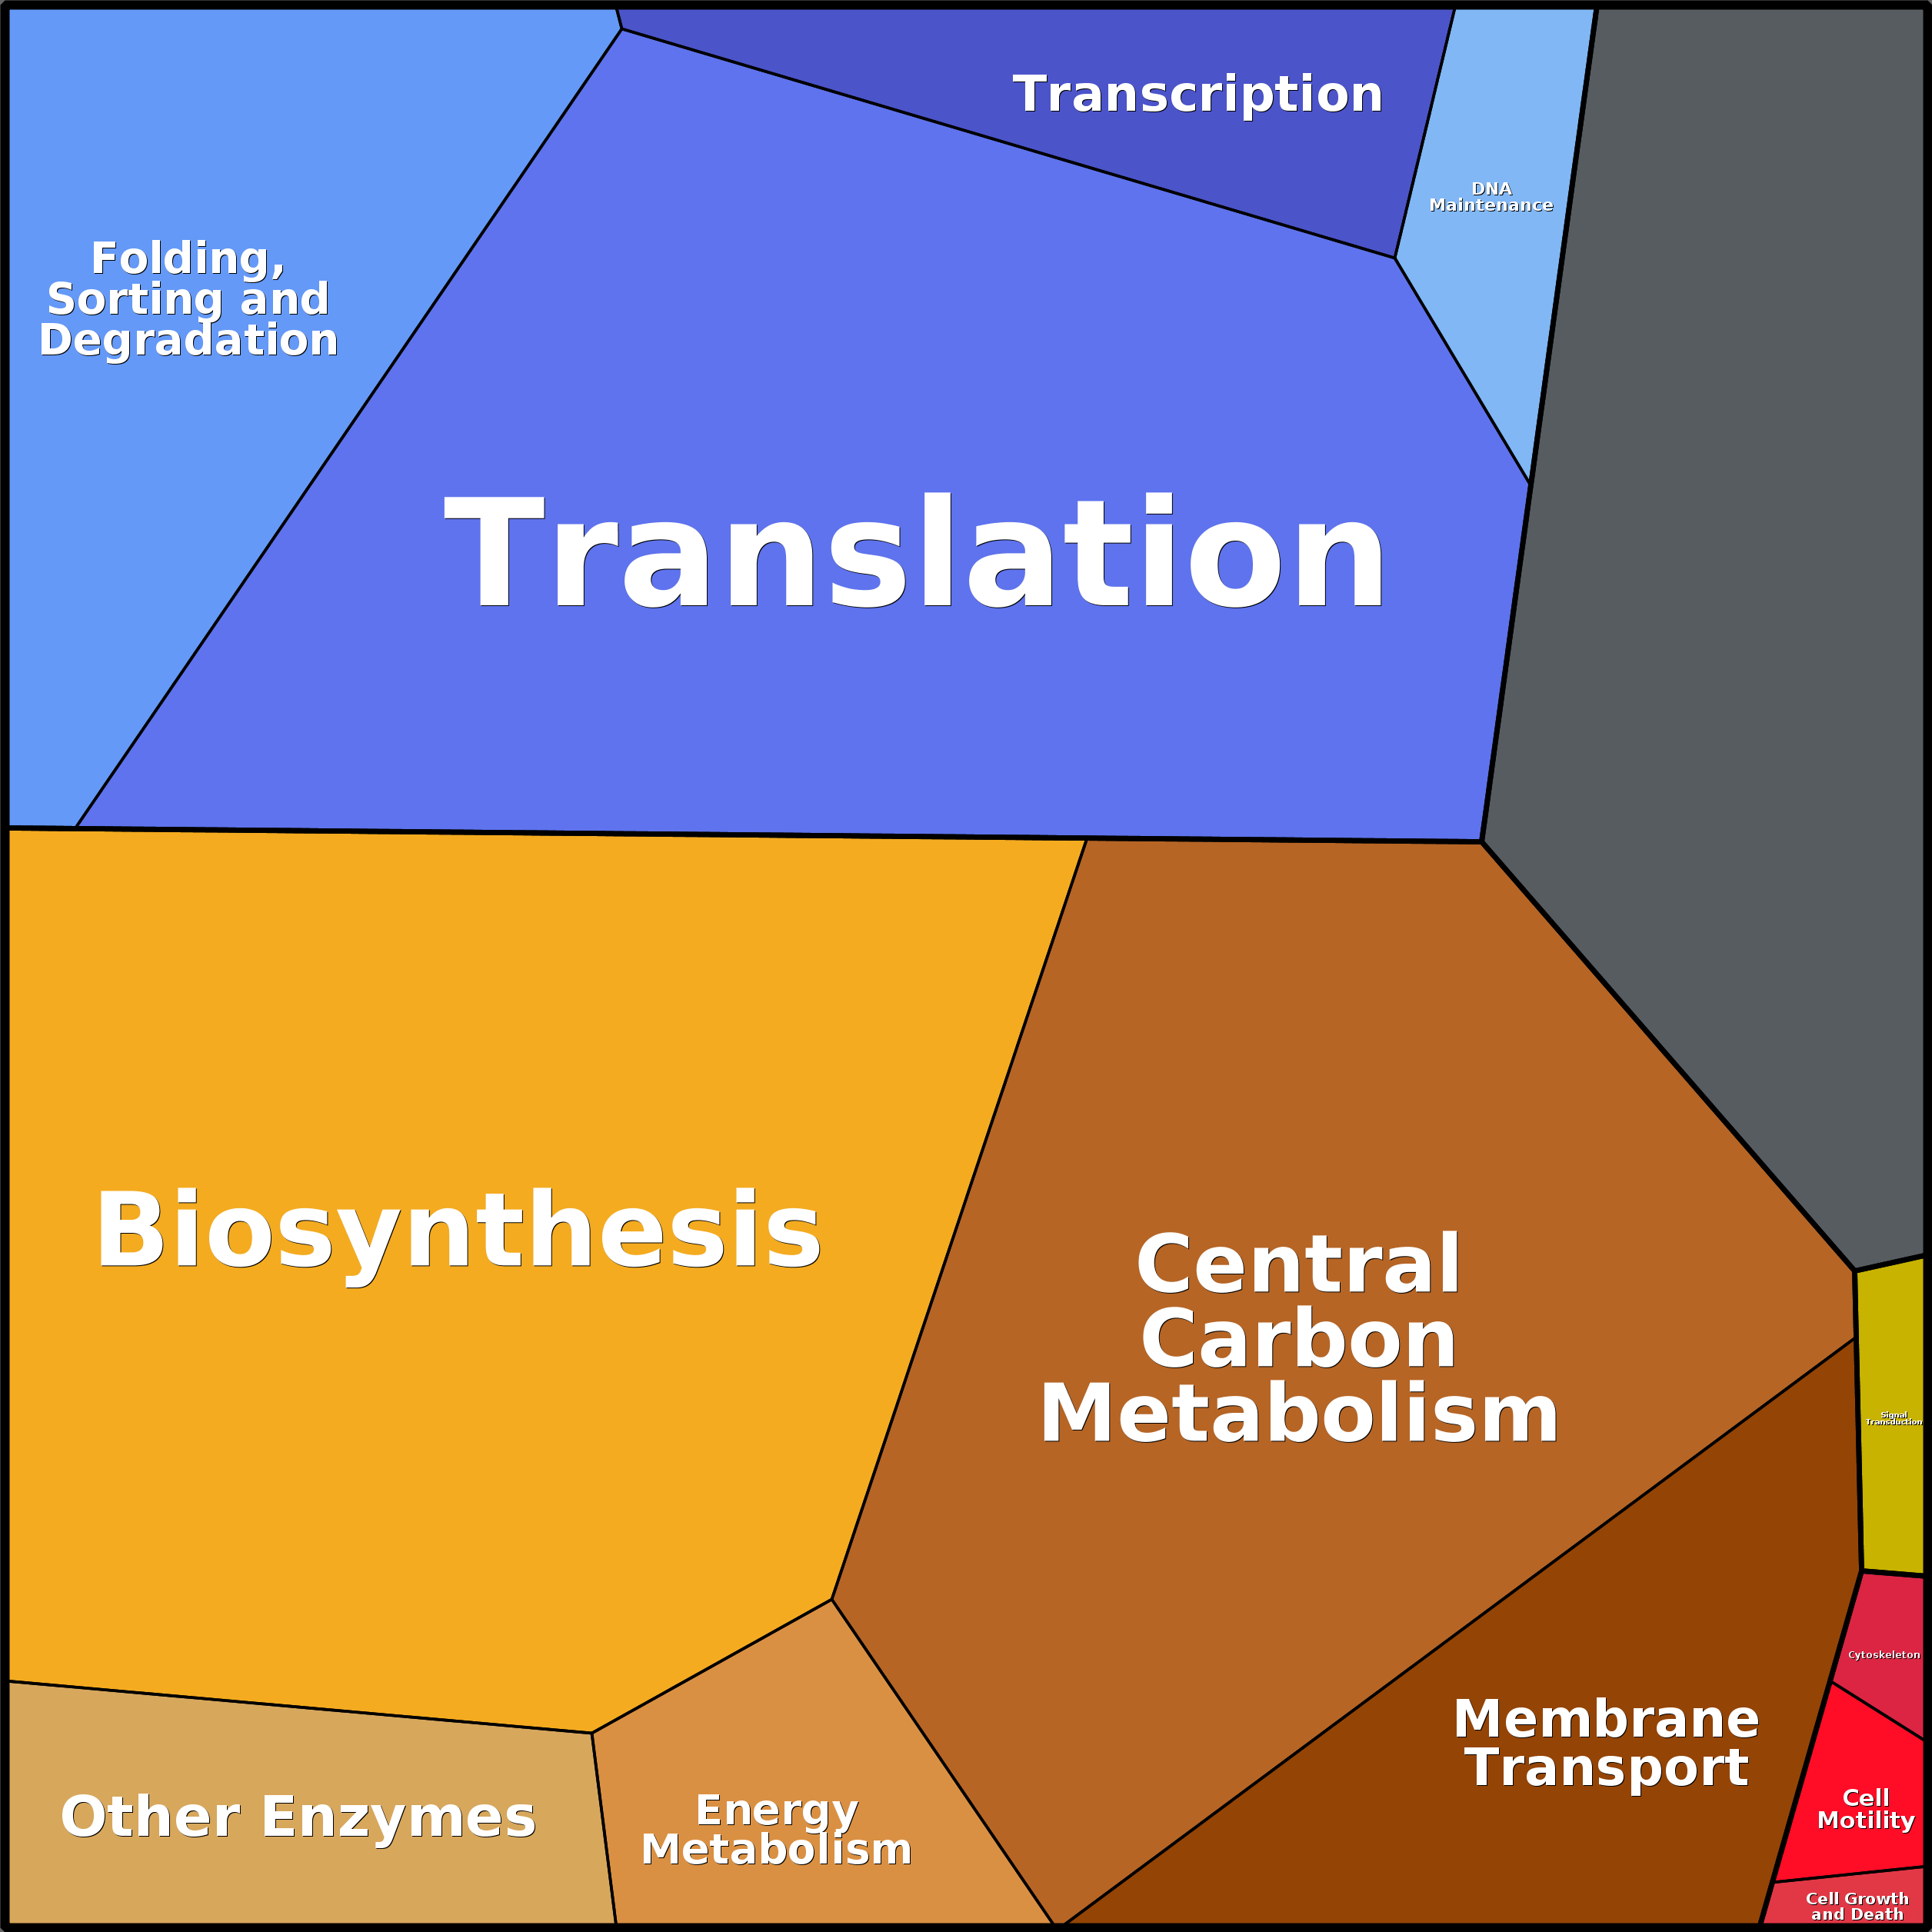 Transcription
DNA
Maintenance
Folding,
Sorting and
Degradation
Translation
Biosynthesis
Central
Carbon
Metabolism
Signal
Transduction
Cytoskeleton
Membrane
Transport
Cell
Motility
Other Enzymes
Energy
Metabolism
Cell Growth
and Death